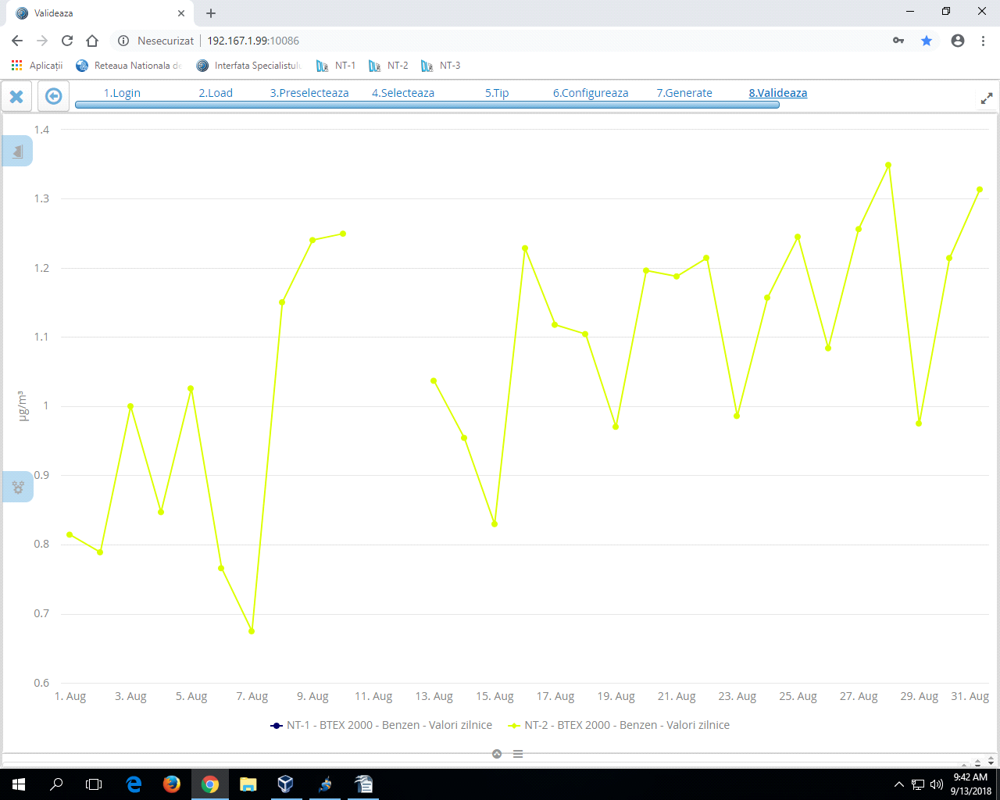 Valideaza
Nesecurizat
192.167.1.99:10086
Aplicații
Reteaua Nationala de
Interfata Specialistulu
NT-1
NT-2
NT-3
1.Login
2.Load
3.Preselecteaza
4.Selecteaza
5.Tip
6.Configureaza
7.Generate
8.Valideaza
1.4
1.3
1.2
1.1
1
0.9
0.8
0.7
0.6
µg/m³
1. Aug
3. Aug
5. Aug
7. Aug
9. Aug
11. Aug
13. Aug
15. Aug
17. Aug
19. Aug
21. Aug
23. Aug
25. Aug
27. Aug
29. Aug
31. Aug
NT-1 - BTEX 2000 - Benzen - Valori zilnice
NT-2 - BTEX 2000 - Benzen - Valori zilnice
9:42 AM
9/13/2018